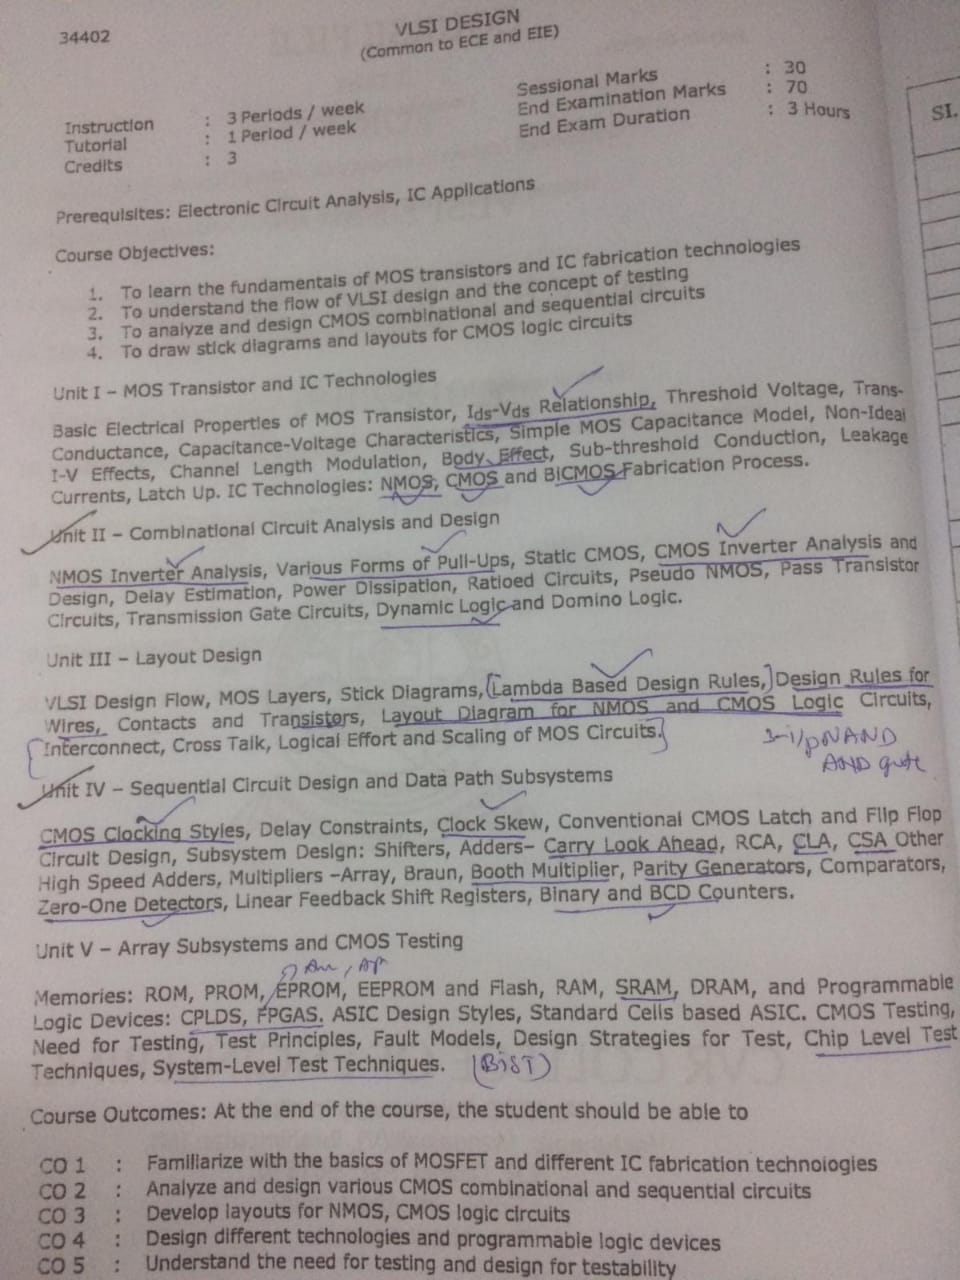 34402
VLSI DESIGN
(Common to ECE and EIE)
Instruction : 3 Periods / week
Tutorial : 1 Period / week
Credits : 3
Sessional Marks : 30
End Examination Marks : 70
End Exam Duration : 3 Hours
SI.
Prerequisites: Electronic Circuit Analysis, IC Applications
Course Objectives:
1. To learn the fundamentals of MOS transistors and IC fabrication technologies
2. To understand the flow of VLSI design and the concept of testing
3. To analyze and design CMOS combinational and sequential circuits
4. To draw stick diagrams and layouts for CMOS logic circuits
Unit I – MOS Transistor and IC Technologies
Basic Electrical Properties of MOS Transistor, Ids-Vds Relationship, Threshold Voltage, Trans-
Conductance, Capacitance-Voltage Characteristics, Simple MOS Capacitance Model, Non-Ideal
I-V Effects, Channel Length Modulation, Body Effect, Sub-threshold Conduction, Leakage
Currents, Latch Up. IC Technologies: NMOS, CMOS and BiCMOS Fabrication Process.
Unit II – Combinational Circuit Analysis and Design
NMOS Inverter Analysis, Various Forms of Pull-Ups, Static CMOS, CMOS Inverter Analysis and
Design, Delay Estimation, Power Dissipation, Ratioed Circuits, Pseudo NMOS, Pass Transistor
Circuits, Transmission Gate Circuits, Dynamic Logic and Domino Logic.
Unit III – Layout Design
VLSI Design Flow, MOS Layers, Stick Diagrams, (Lambda Based Design Rules,) Design Rules for
Wires, Contacts and Transistors, Layout Diagram for NMOS and CMOS Logic Circuits,
Interconnect, Cross Talk, Logical Effort and Scaling of MOS Circuits.
3-i/p NAND
AND gate
Unit IV – Sequential Circuit Design and Data Path Subsystems
CMOS Clocking Styles, Delay Constraints, Clock Skew, Conventional CMOS Latch and Flip Flop
Circuit Design, Subsystem Design: Shifters, Adders– Carry Look Ahead, RCA, CLA, CSA Other
High Speed Adders, Multipliers –Array, Braun, Booth Multiplier, Parity Generators, Comparators,
Zero-One Detectors, Linear Feedback Shift Registers, Binary and BCD Counters.
Unit V – Array Subsystems and CMOS Testing
Memories: ROM, PROM, EPROM, EEPROM and Flash, RAM, SRAM, DRAM, and Programmable
Logic Devices: CPLDS, FPGAS. ASIC Design Styles, Standard Cells based ASIC. CMOS Testing,
Need for Testing, Test Principles, Fault Models, Design Strategies for Test, Chip Level Test
Techniques, System-Level Test Techniques. (BIST)
Course Outcomes: At the end of the course, the student should be able to
CO 1 : Familiarize with the basics of MOSFET and different IC fabrication technologies
CO 2 : Analyze and design various CMOS combinational and sequential circuits
CO 3 : Develop layouts for NMOS, CMOS logic circuits
CO 4 : Design different technologies and programmable logic devices
CO 5 : Understand the need for testing and design for testability